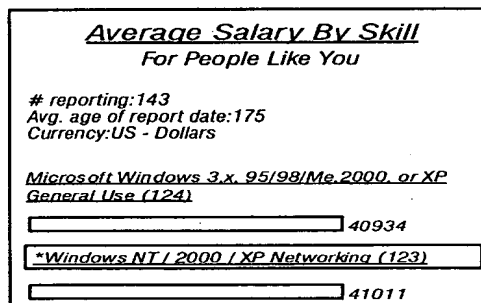 Average Salary By Skill
For People Like You
# reporting:143
Avg. age of report date:175
Currency:US - Dollars
Microsoft Windows 3.x, 95/98/Me,2000, or XP
General Use (124)
40934
*Windows NT / 2000 / XP Networking (123)
41011